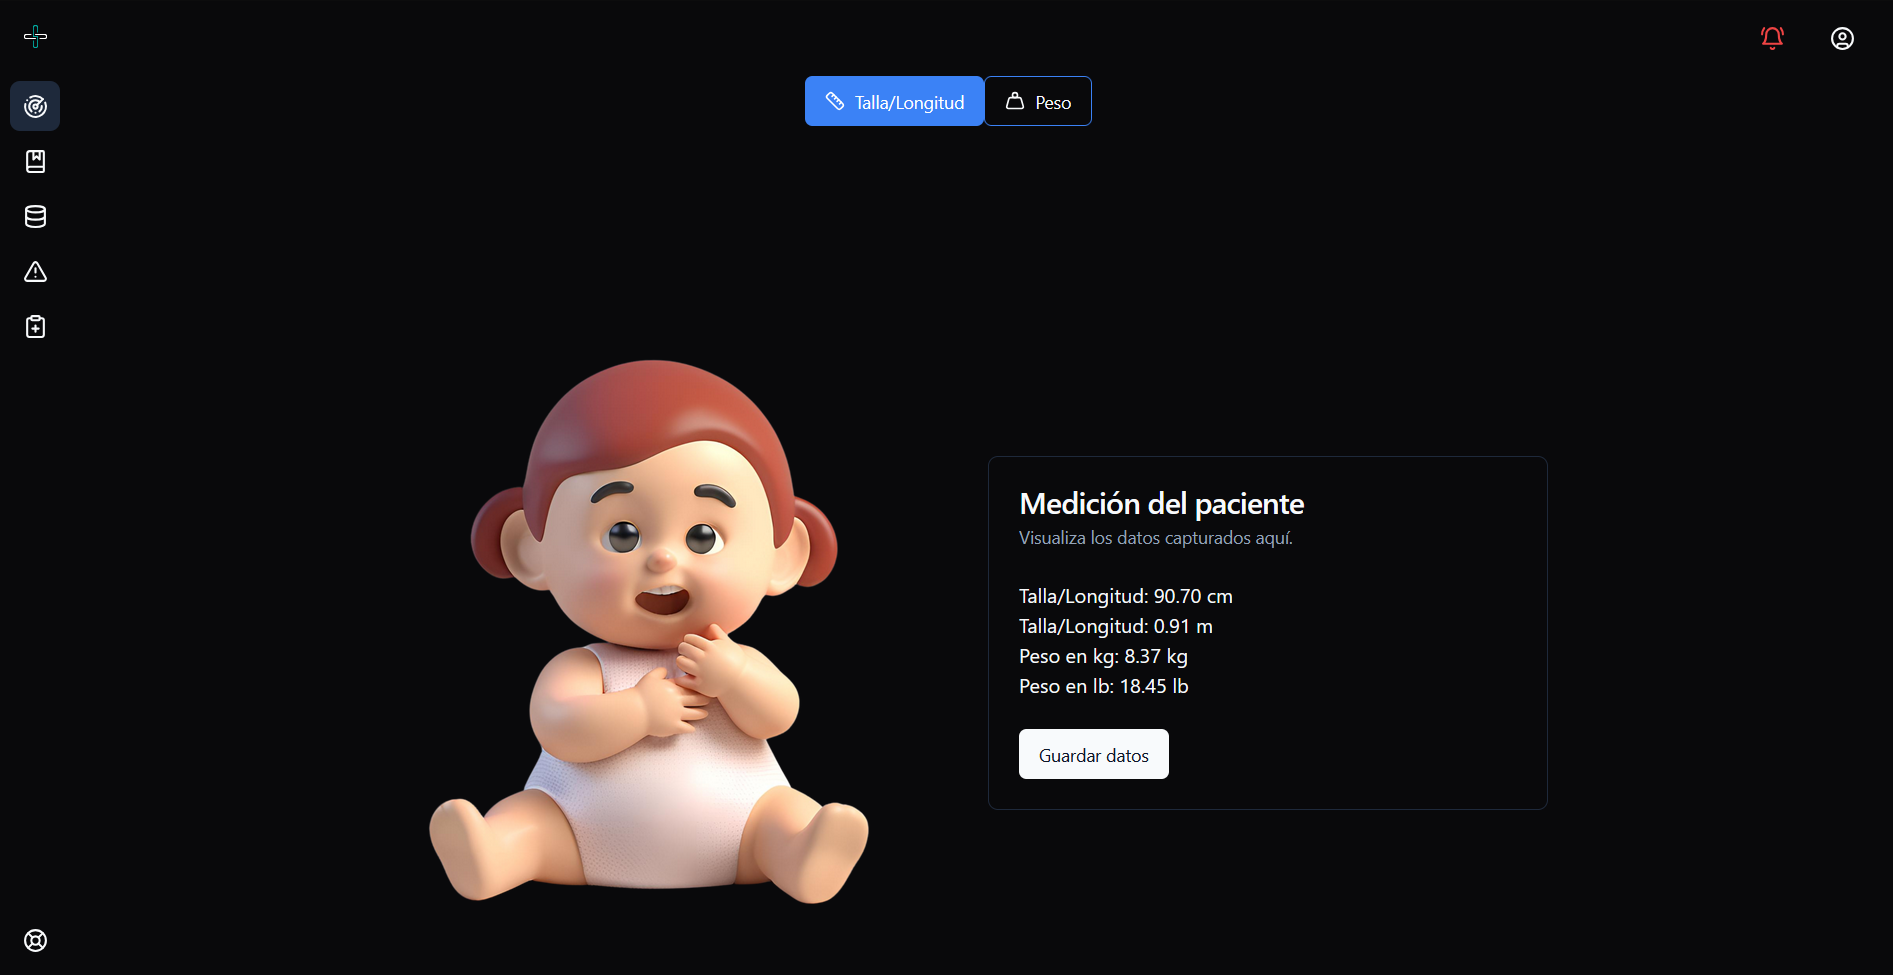 Talla/Longitud
Peso
Medición del paciente
Visualiza los datos capturados aquí.
Talla/Longitud: 90.70 cm
Talla/Longitud: 0.91 m
Peso en kg: 8.37 kg
Peso en lb: 18.45 lb
Guardar datos